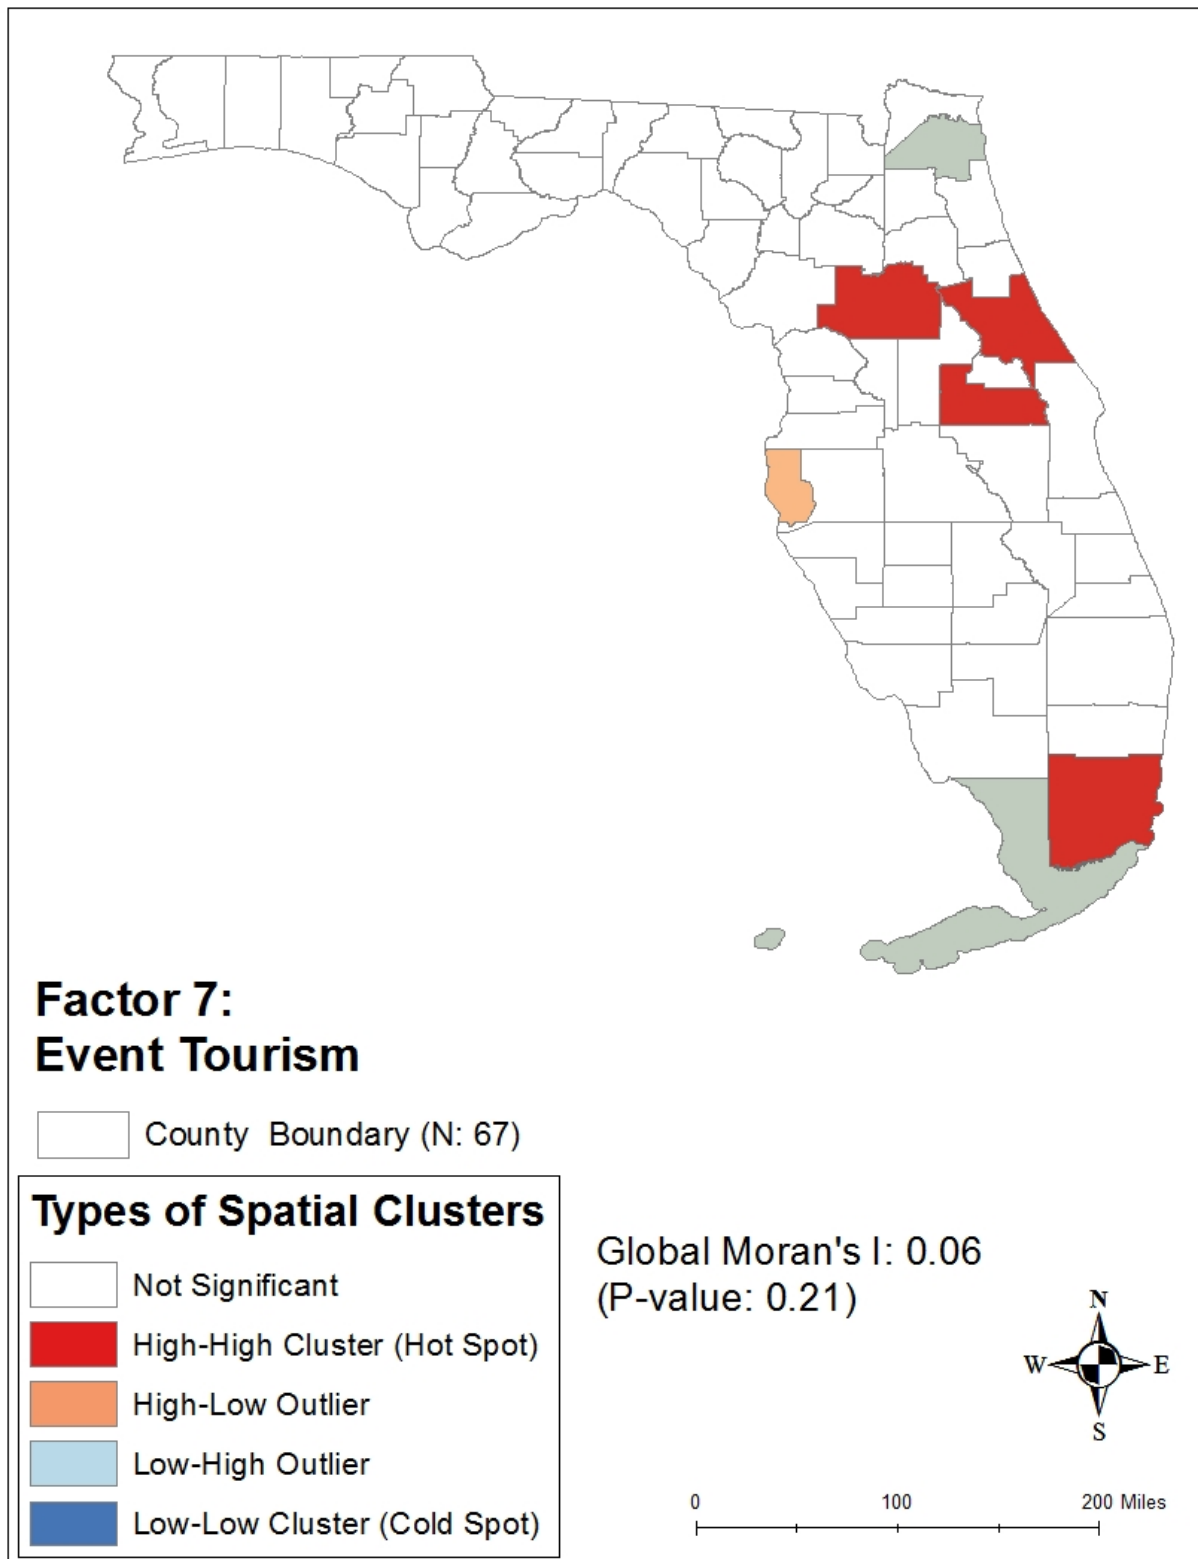 Factor 7:
Event Tourism
County Boundary (N: 67)
Types of Spatial Clusters
Not Significant
High-High Cluster (Hot Spot)
High-Low Outlier
Low-High Outlier
Low-Low Cluster (Cold Spot)
Global Moran's I: 0.06
(P-value: 0.21)
N
W E
S
0 100 200 Miles